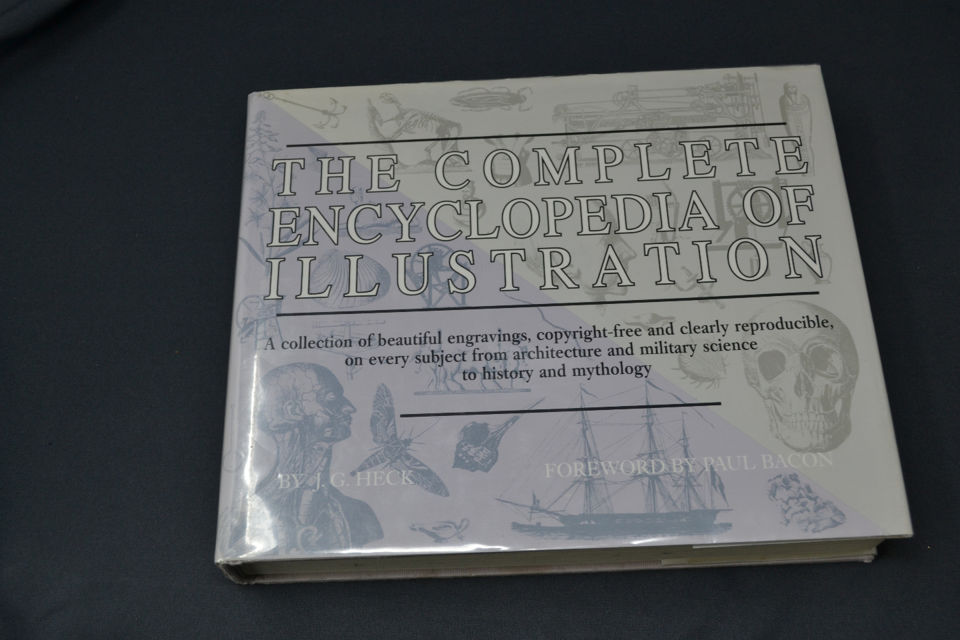 THE COMPLETE
ENCYCLOPEDIA OF
ILLUSTRATION
A collection of beautiful engravings, copyright-free and clearly reproducible,
on every subject from architecture and military science
to history and mythology
BY J. G. HECK
FOREWORD BY PAUL BACON